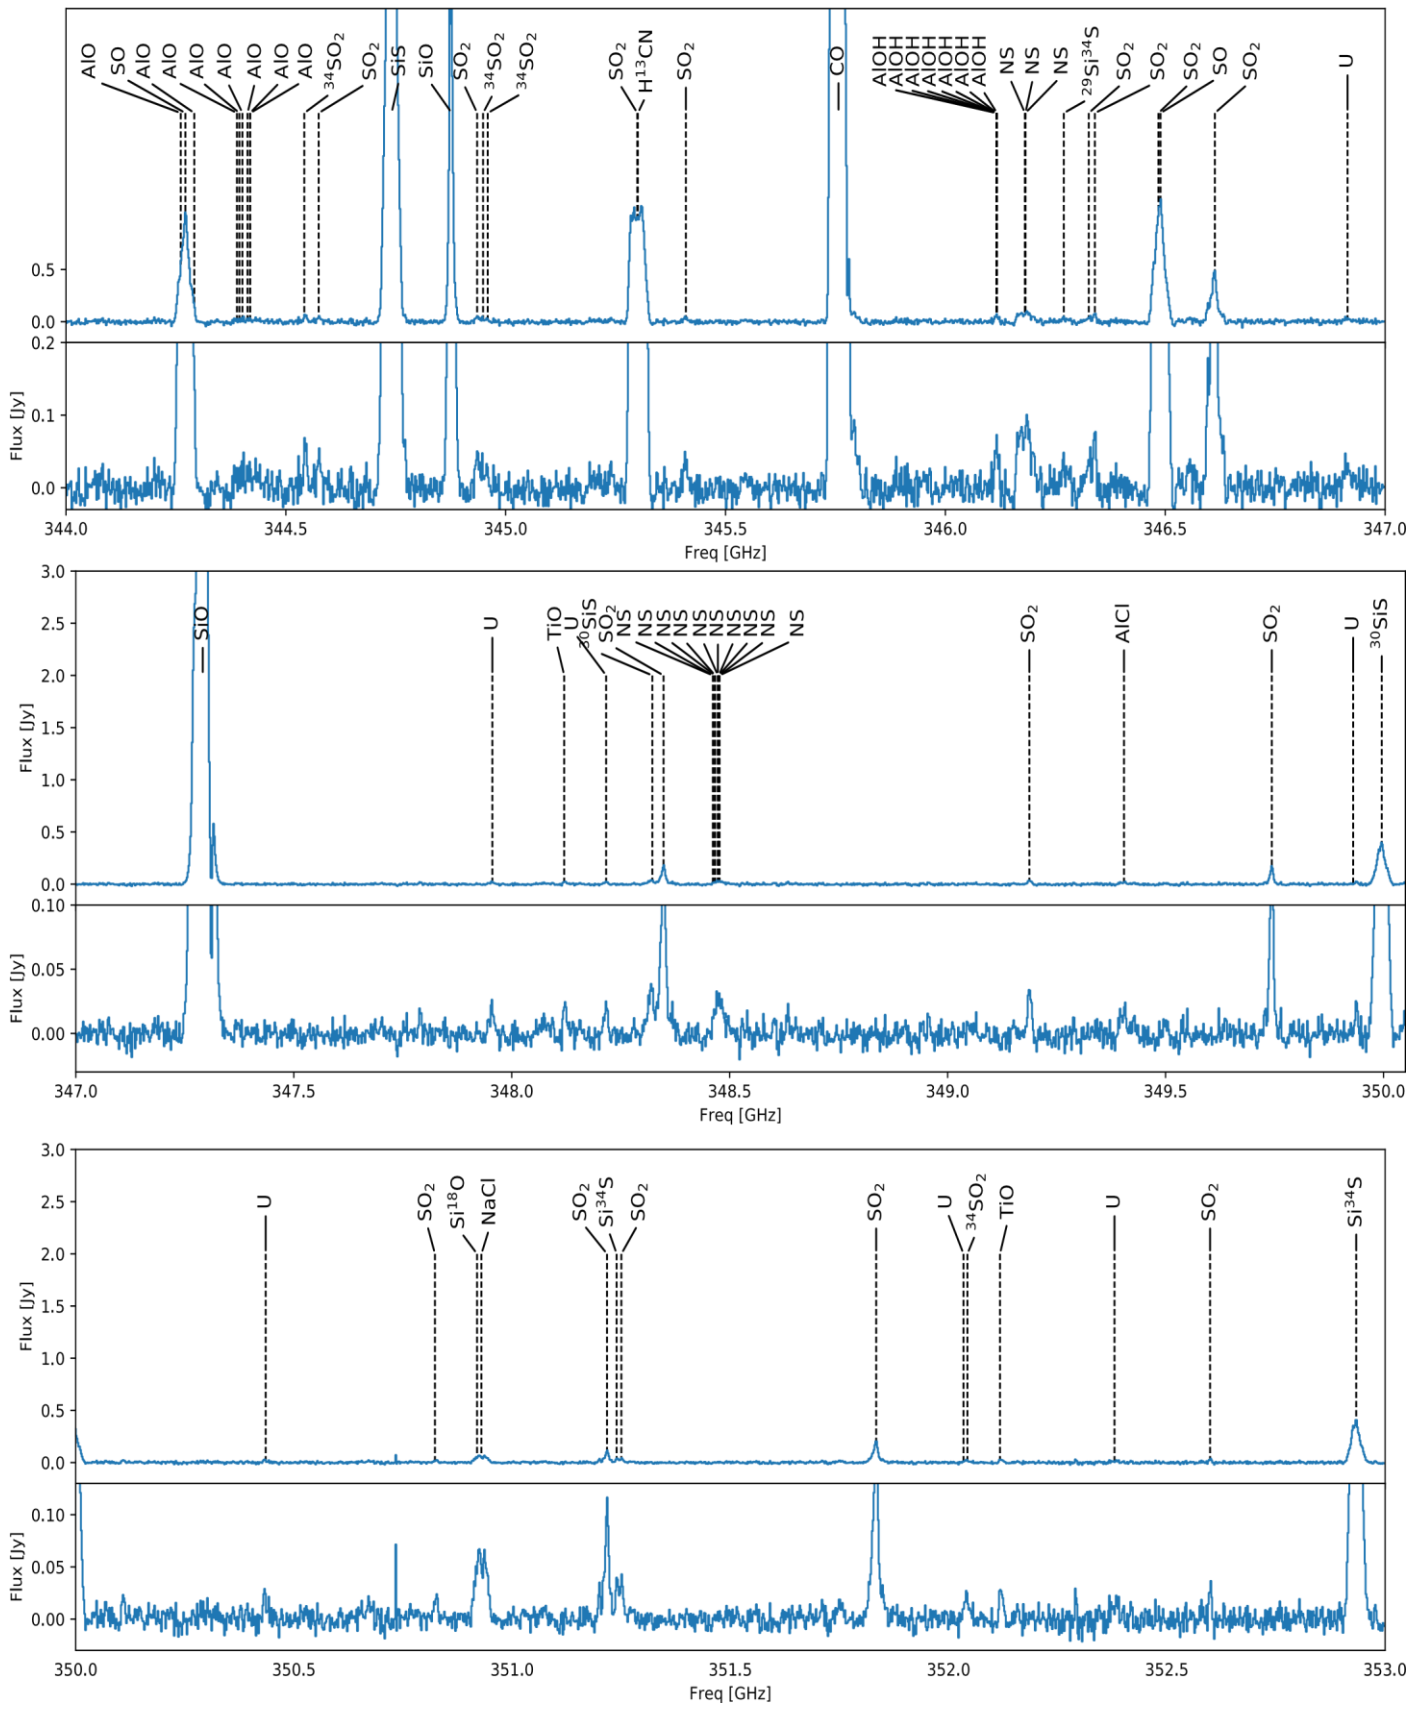 AlO SO AlO AlO AlO AlO AlO AlO AlO ³⁴SO₂ SO₂ SiS SiO SO₂ ³⁴SO₂ ³⁴SO₂ SO₂ H¹³CN SO₂ CO AlOH AlOH AlOH AlOH AlOH AlOH AlOH NS NS NS ²⁹Si³⁴S SO₂ SO₂ SO₂ SO SO₂ U
0.5
0.0
0.2
0.1
0.0
Flux [Jy]
344.0 344.5 345.0 345.5 346.0 346.5 347.0
Freq [GHz]
3.0
2.5
2.0
1.5
1.0
0.5
0.0
Flux [Jy]
SiO U TiO U ³⁰SiS SO₂ NS NS NS NS NS NS NS NS NS NS SO₂ AlCl SO₂ U ³⁰SiS
0.10
0.05
0.00
Flux [Jy]
347.0 347.5 348.0 348.5 349.0 349.5 350.0
Freq [GHz]
3.0
2.5
2.0
1.5
1.0
0.5
0.0
Flux [Jy]
U SO₂ Si¹⁸O NaCl SO₂ Si³⁴S SO₂ SO₂ U ³⁴SO₂ TiO U SO₂ Si³⁴S
0.10
0.05
0.00
Flux [Jy]
350.0 350.5 351.0 351.5 352.0 352.5 353.0
Freq [GHz]